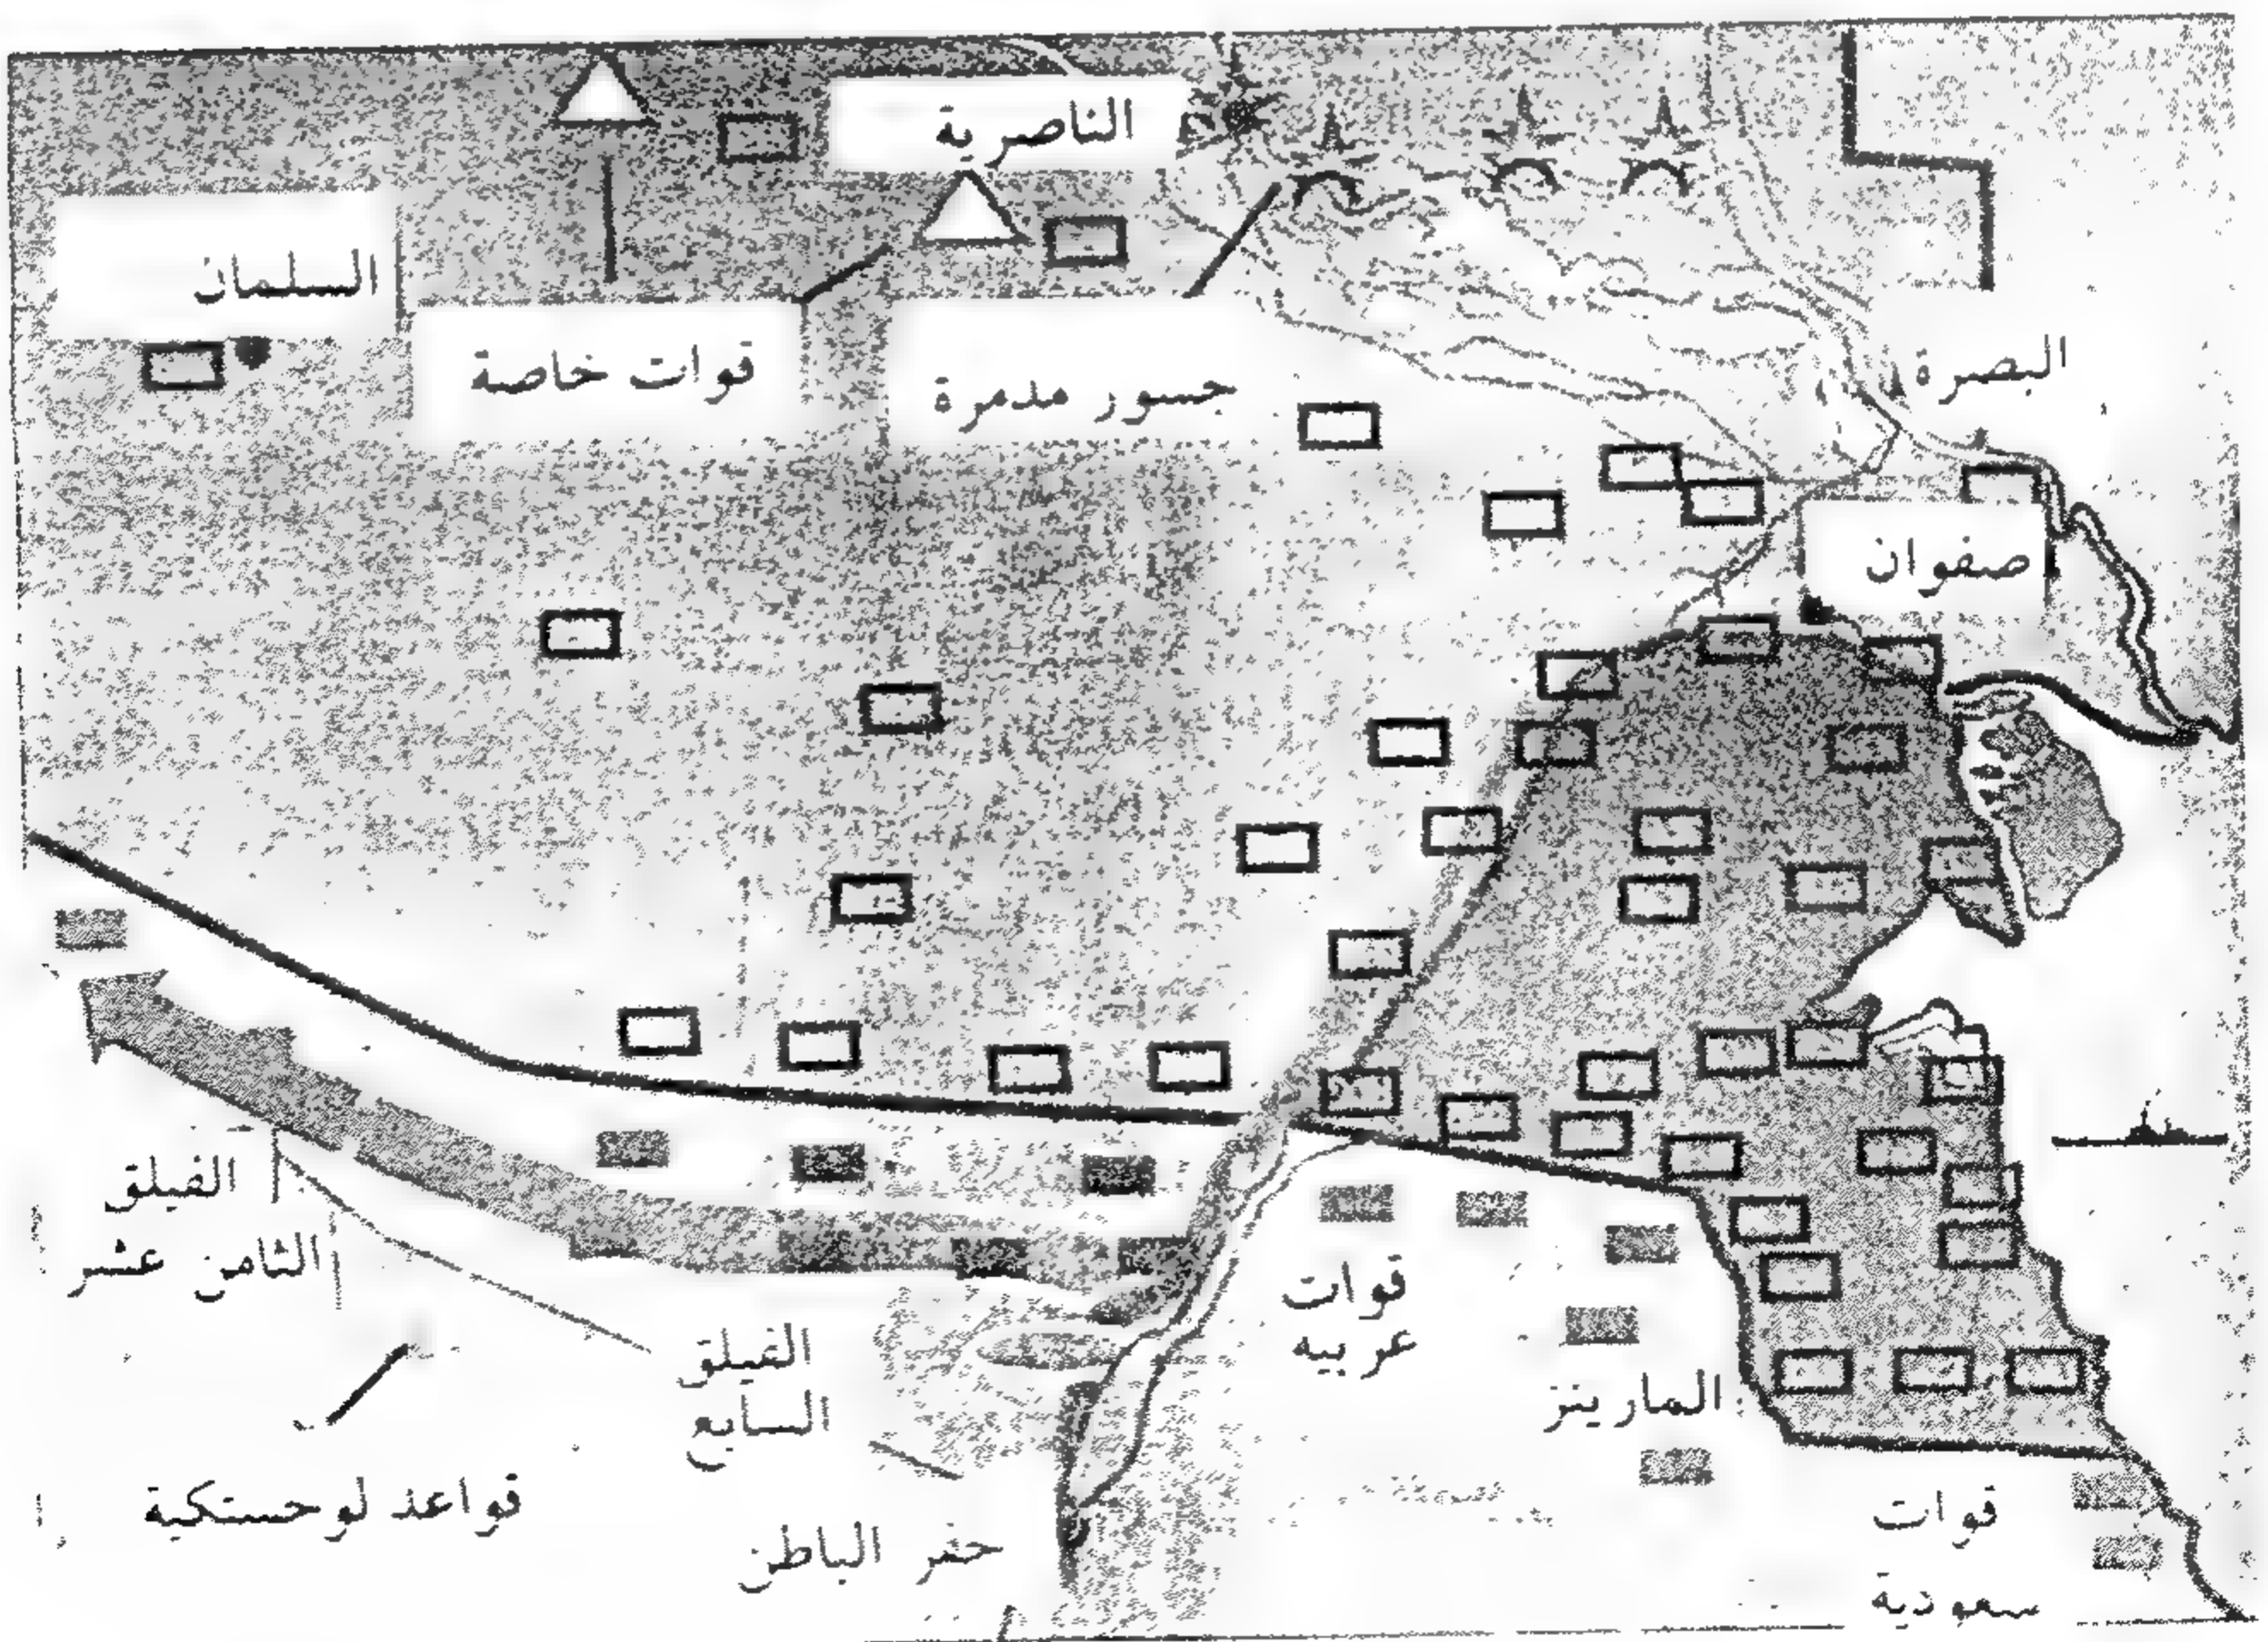 الناصرية
السلمان
قوات خاصة
جسور مدمرة
البصرة
صفوان
الفيلق
الثامن عشر
الفيلق
السابع
قوات
عربيه
المارينز
قواعد لوجستكية
حفر الباطن
قوات
سعودية